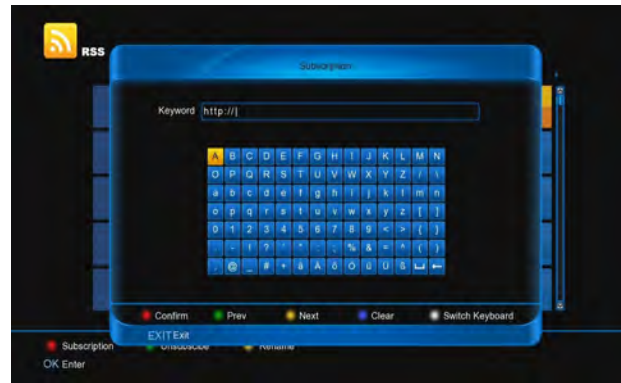 RSS
Subscription
Keyword http://
A B C D E F G H I J K L M N
O P Q R S T U V W X Y Z / \
a b c d e f g h i j k l m n
o p q r s t u v w x y z [ ]
0 1 2 3 4 5 6 7 8 9 < > { }
- ! ? % & = ^ ( )
, @ _ # + ä Ä ö Ö ü Ü ß
Confirm Prev Next Clear Switch Keyboard
EXIT Exit
Subscription Unsubscribe Rename
OK Enter